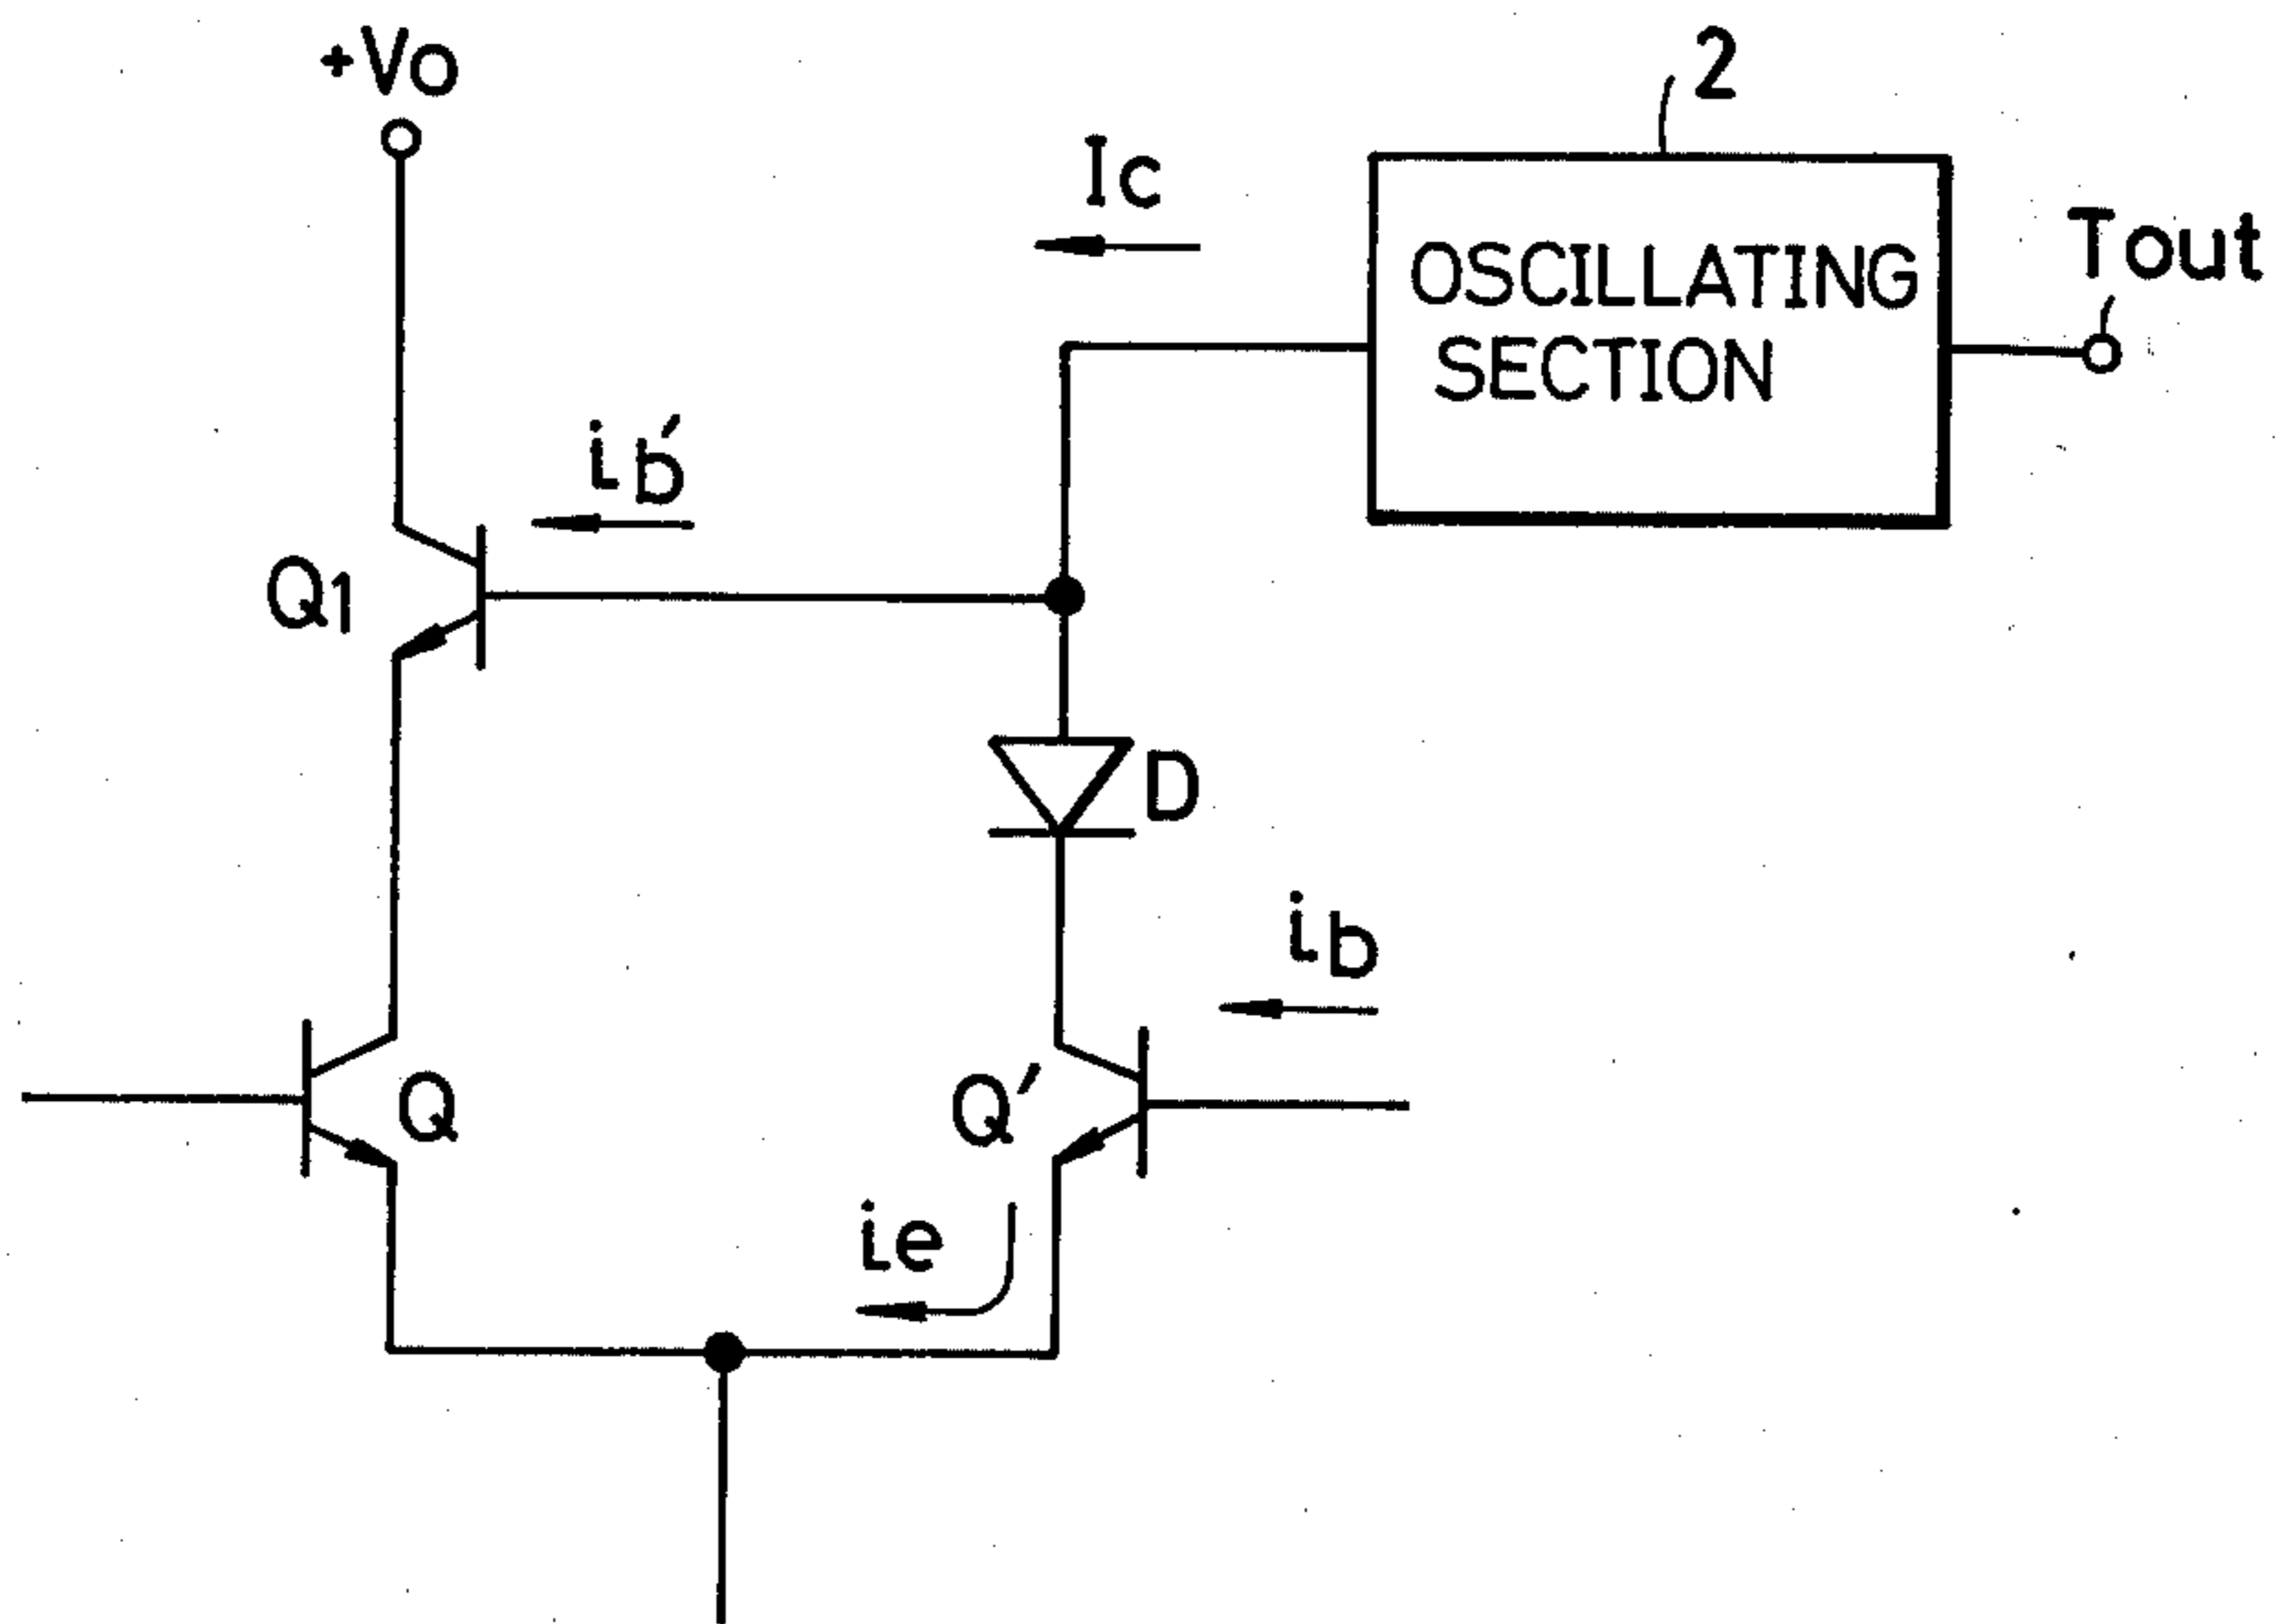 +Vo
2
Ic
OSCILLATING
SECTION
Tout
ib'
Q1
D
ib
Q
Q'
ie